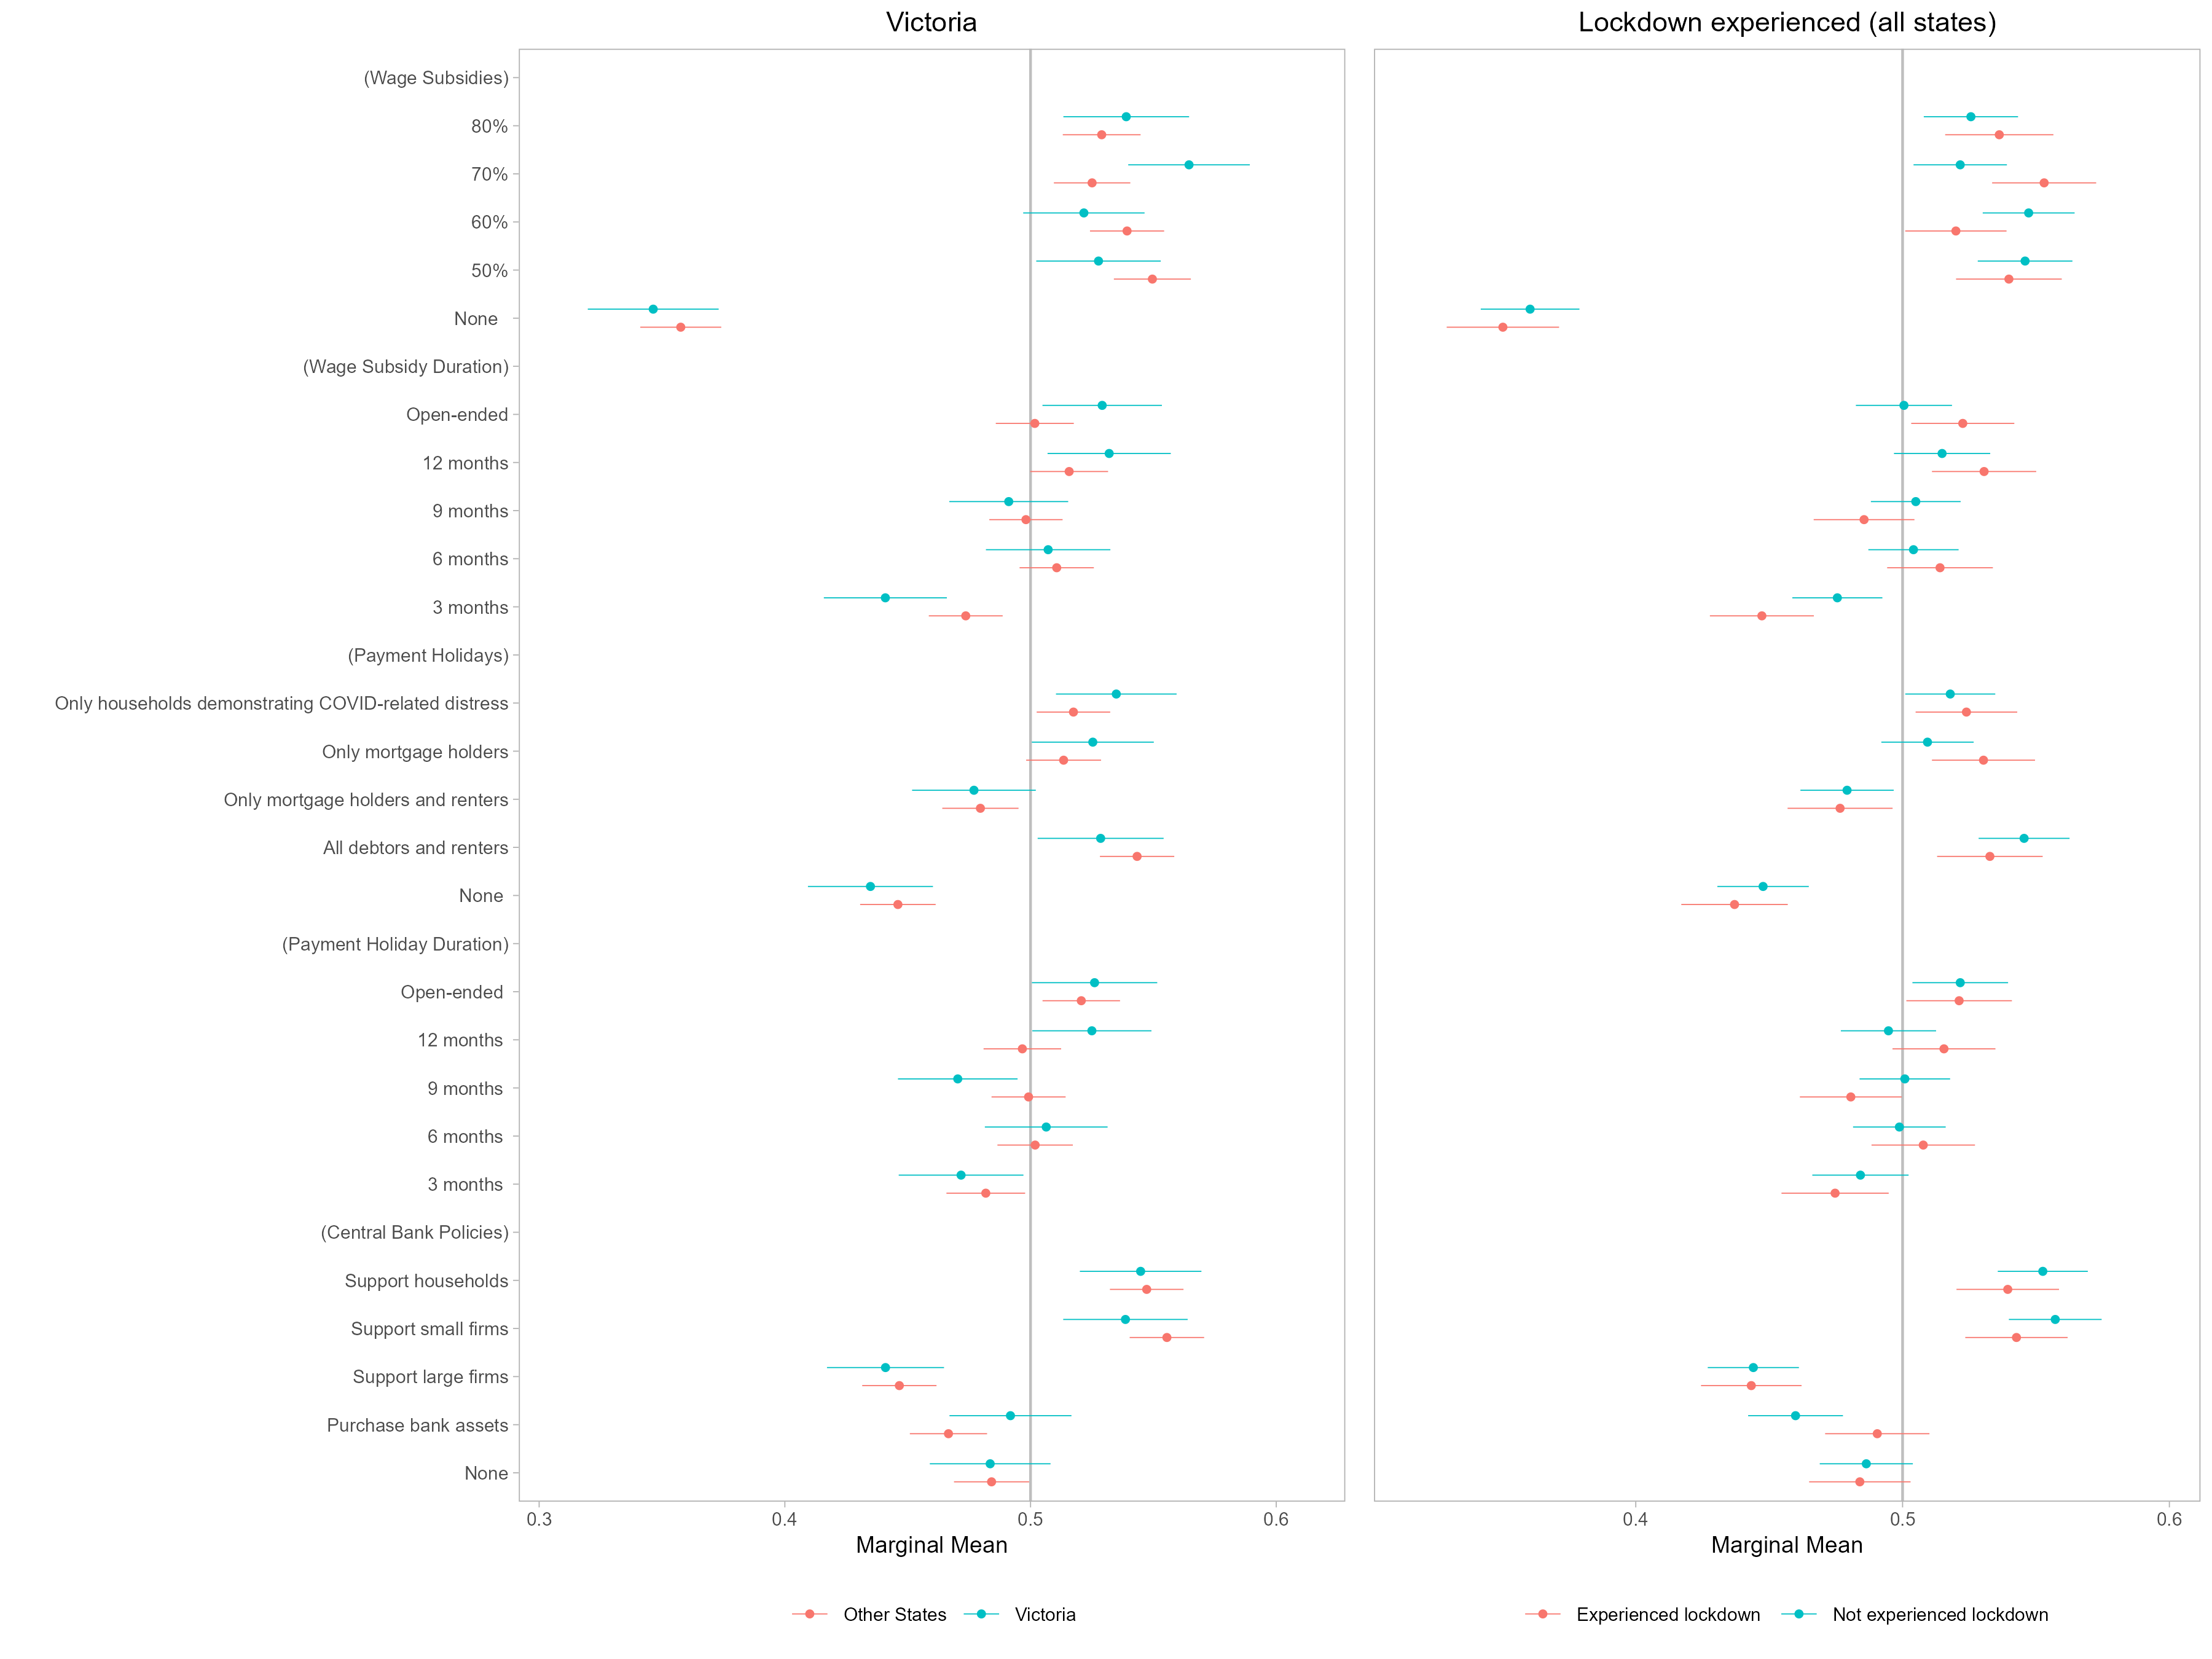 Victoria
Lockdown experienced (all states)
(Wage Subsidies)
80%
70%
60%
50%
None
(Wage Subsidy Duration)
Open-ended
12 months
9 months
6 months
3 months
(Payment Holidays)
Only households demonstrating COVID-related distress
Only mortgage holders
Only mortgage holders and renters
All debtors and renters
None
(Payment Holiday Duration)
Open-ended
12 months
9 months
6 months
3 months
(Central Bank Policies)
Support households
Support small firms
Support large firms
Purchase bank assets
None
0.3 0.4 0.5 0.6
0.4 0.5 0.6
Marginal Mean
Marginal Mean
Other States Victoria
Experienced lockdown Not experienced lockdown